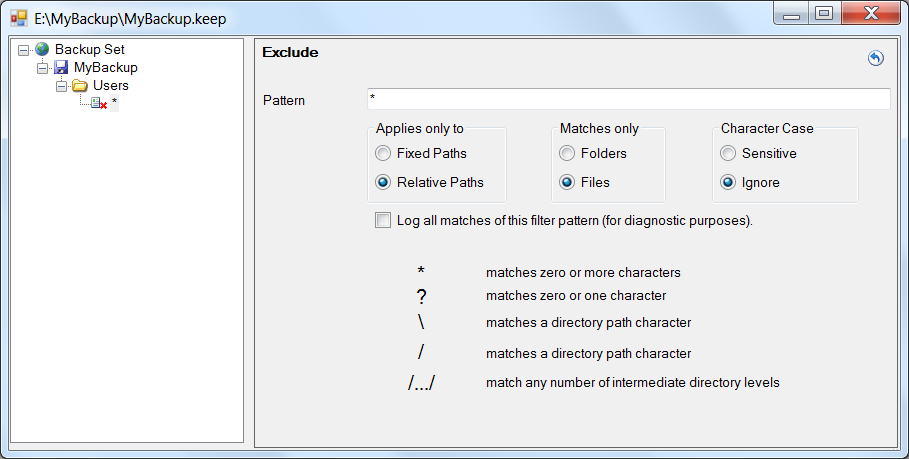 E:\MyBackup\MyBackup.keep
Backup Set
MyBackup
Users
*
Exclude
Pattern
*
Applies only to
Fixed Paths
Relative Paths
Matches only
Folders
Files
Character Case
Sensitive
Ignore
Log all matches of this filter pattern (for diagnostic purposes).
* matches zero or more characters
? matches zero or one character
\ matches a directory path character
/ matches a directory path character
/.../ match any number of intermediate directory levels